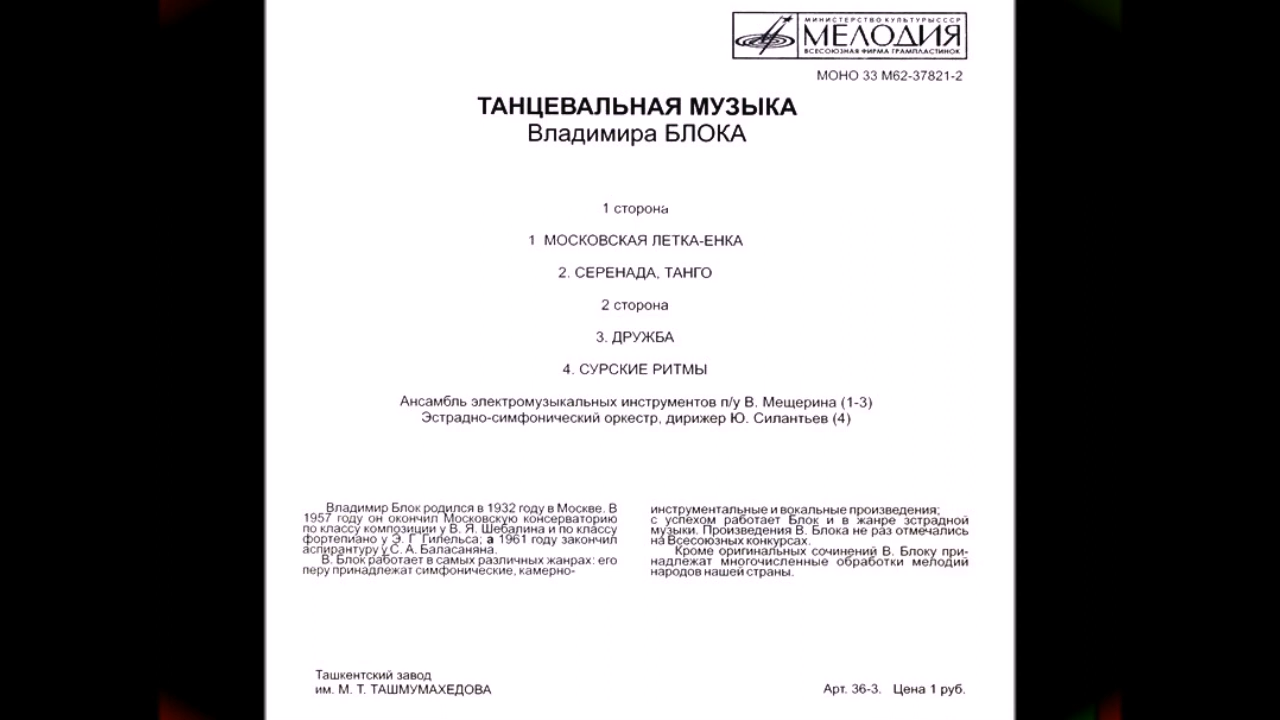 МИНИСТЕРСТВО КУЛЬТУРЫ СССР
МЕЛОДИЯ
ВСЕСОЮЗНАЯ ФИРМА ГРАМПЛАСТИНОК
МОНО 33 М62-37821-2
ТАНЦЕВАЛЬНАЯ МУЗЫКА
Владимира БЛОКА
1 сторона
1 МОСКОВСКАЯ ЛЕТКА-ЕНКА
2. СЕРЕНАДА, ТАНГО
2 сторона
3. ДРУЖБА
4. СУРСКИЕ РИТМЫ
Ансамбль электромузыкальных инструментов п/у В. Мещерина (1-3)
Эстрадно-симфонический оркестр, дирижер Ю. Силантьев (4)
Владимир Блок родился в 1932 году в Москве. В
1957 году он окончил Московскую консерваторию
по классу композиции у В. Я. Шебалина и по классу
фортепиано у Э. Г. Гилельса; а 1961 году закончил
аспирантуру у С. А. Баласаняна.
В. Блок работает в самых различных жанрах: его
перу принадлежат симфонические, камерно-
инструментальные и вокальные произведения;
с успехом работает Блок и в жанре эстрадной
музыки. Произведения В. Блока не раз отмечались
на Всесоюзных конкурсах.
Кроме оригинальных сочинений В. Блоку при-
надлежат многочисленные обработки мелодий
народов нашей страны.
Ташкентский завод
им. М. Т. ТАШМУМАХЕДОВА
Арт. 36-3. Цена 1 руб.